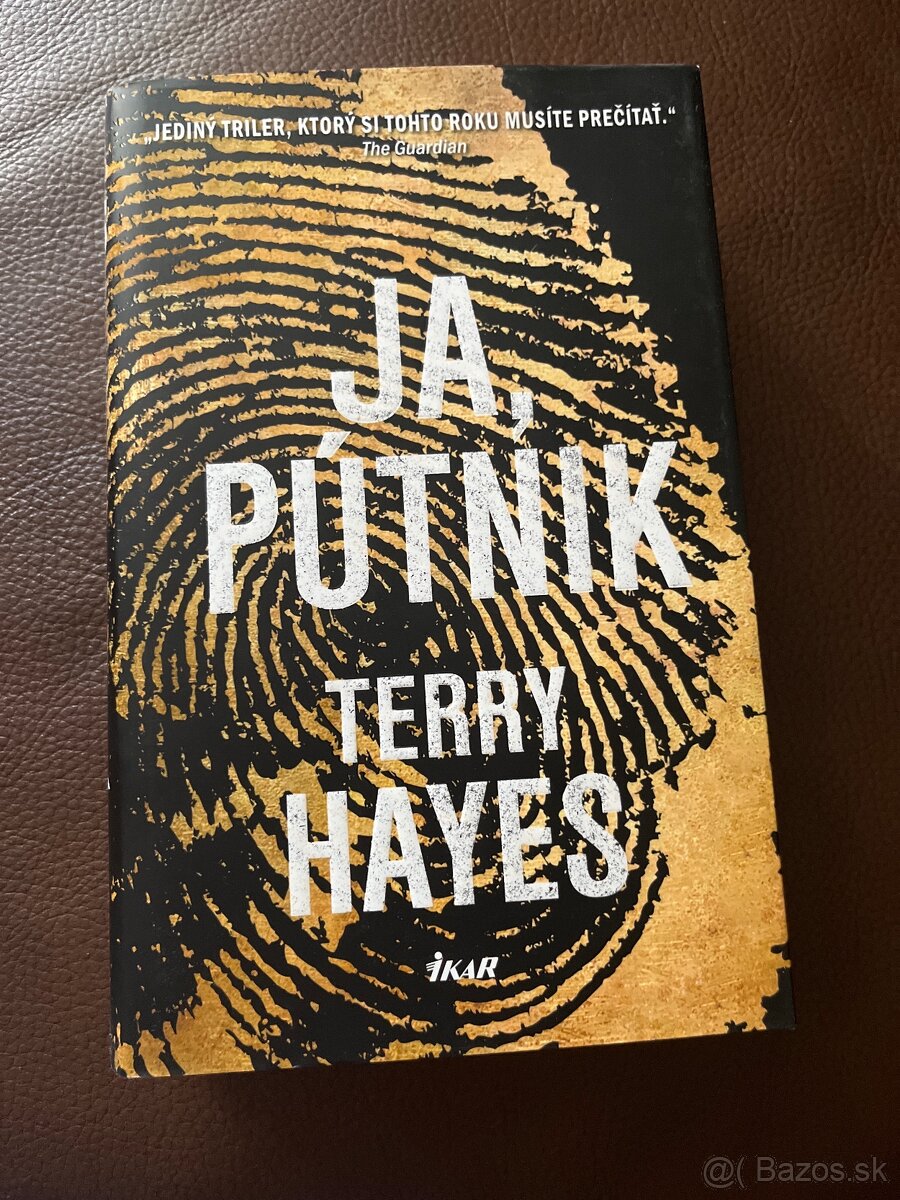 „JEDINÝ TRILER, KTORÝ SI TOHTO ROKU MUSÍTE PREČÍTAŤ.“
The Guardian
JA,
PÚTNIK
TERRY
HAYES
IKAR
@( Bazos.sk